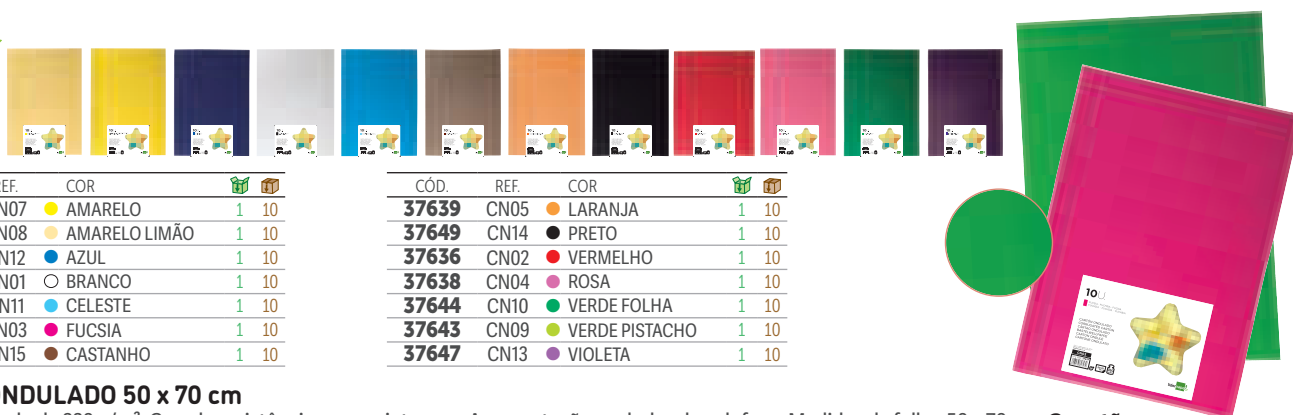 COR
N07 AMARELO 1 10
N08 AMARELO LIMÃO 1 10
N12 AZUL 1 10
N01 BRANCO 1 10
N11 CELESTE 1 10
N03 FUCSIA 1 10
N15 CASTANHO 1 10
CÓD. REF. COR
37639 CN05 LARANJA 1 10
37649 CN14 PRETO 1 10
37636 CN02 VERMELHO 1 10
37638 CN04 ROSA 1 10
37644 CN10 VERDE FOLHA 1 10
37643 CN09 VERDE PISTACHO 1 10
37647 CN13 VIOLETA 1 10
10U.
NDULADO 50 x 70 cm